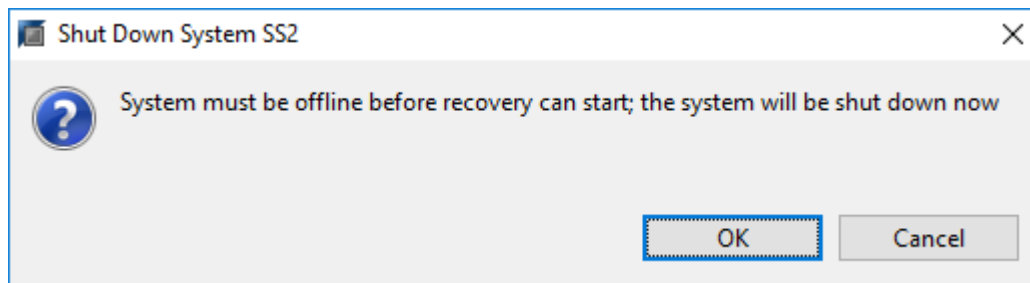 Shut Down System SS2
System must be offline before recovery can start; the system will be shut down now
OK
Cancel